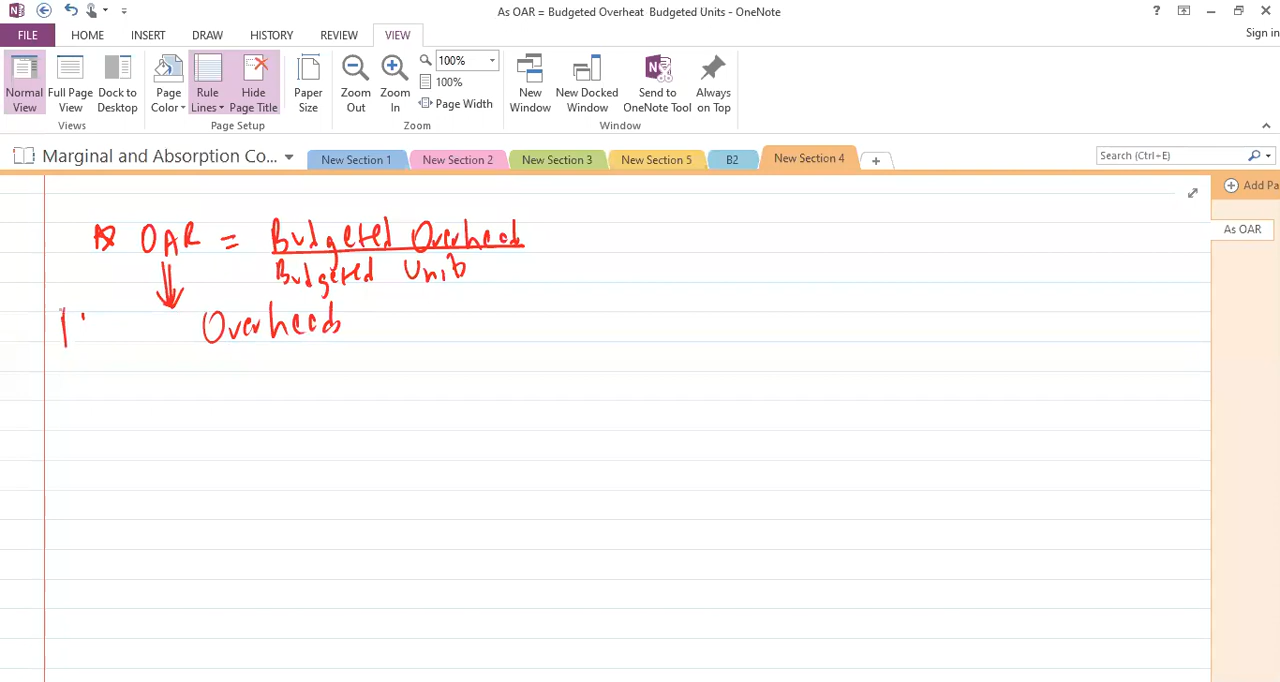 As OAR = Budgeted Overheat Budgeted Units - OneNote
? 
Sign in
FILE HOME INSERT DRAW HISTORY REVIEW VIEW
Normal View
Full Page View
Dock to Desktop
Views
Page Color
Rule Lines
Hide Page Title
Paper Size
Page Setup
Zoom Out
Zoom In
100%
100%
Page Width
Zoom
New Window
New Docked Window
Send to OneNote Tool
Always on Top
Window
Marginal and Absorption Co...
New Section 1 New Section 2 New Section 3 New Section 5 B2 New Section 4
Search (Ctrl+E)
Add Pa
As OAR
OAR = Budgeted Overheads
Budgeted Units
Overheads